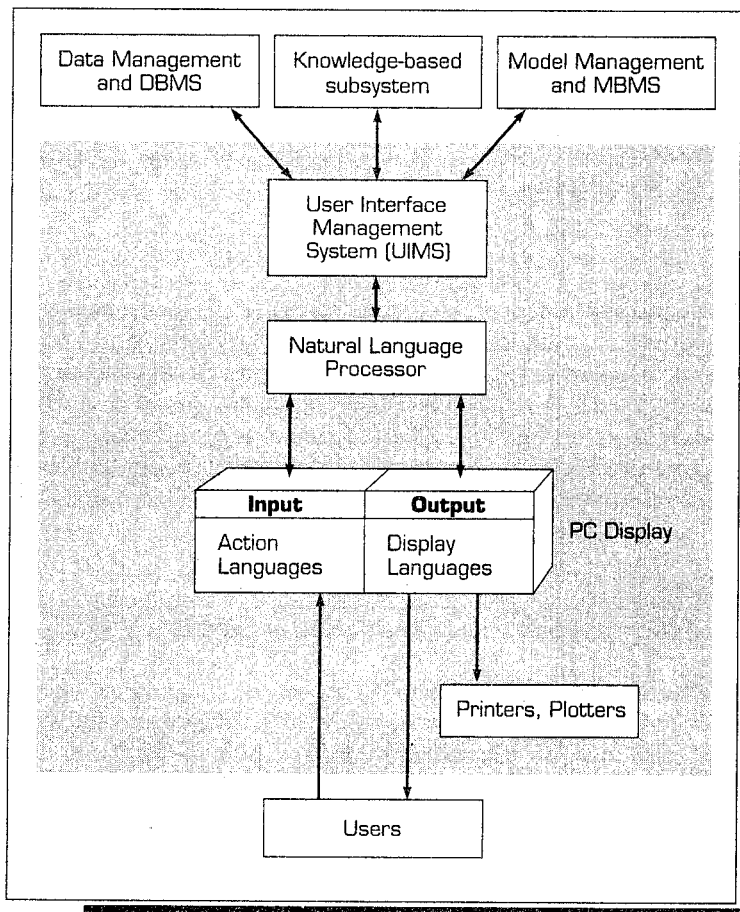 Data Management
and DBMS
Knowledge-based
subsystem
Model Management
and MBMS
User Interface
Management
System (UIMS)
Natural Language
Processor
Input
Output
Action
Languages
Display
Languages
PC Display
Printers, Plotters
Users